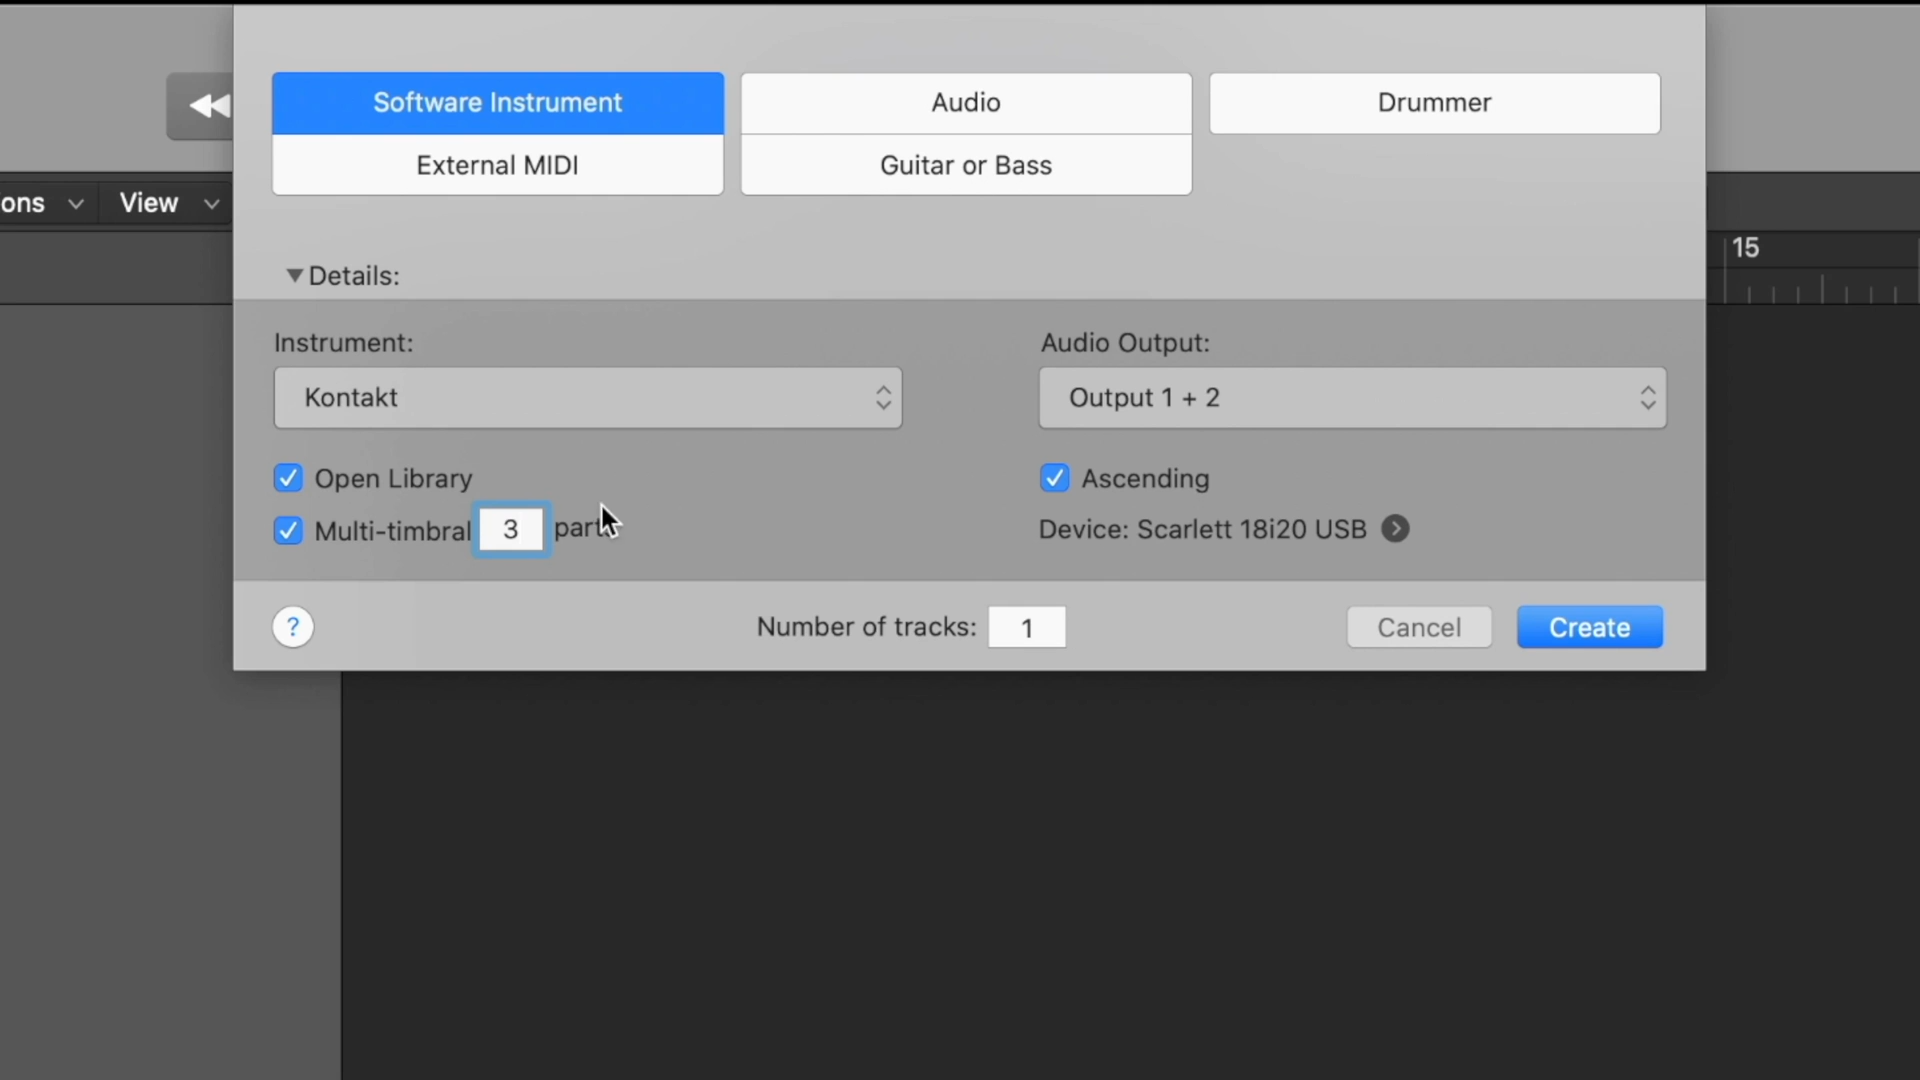 Software Instrument
Audio
Drummer
External MIDI
Guitar or Bass
ons
View
15
Details:
Instrument:
Audio Output:
Kontakt
Output 1 + 2
Open Library
Ascending
Multi-timbral 3 part
Device: Scarlett 18i20 USB
?
Number of tracks: 1
Cancel
Create